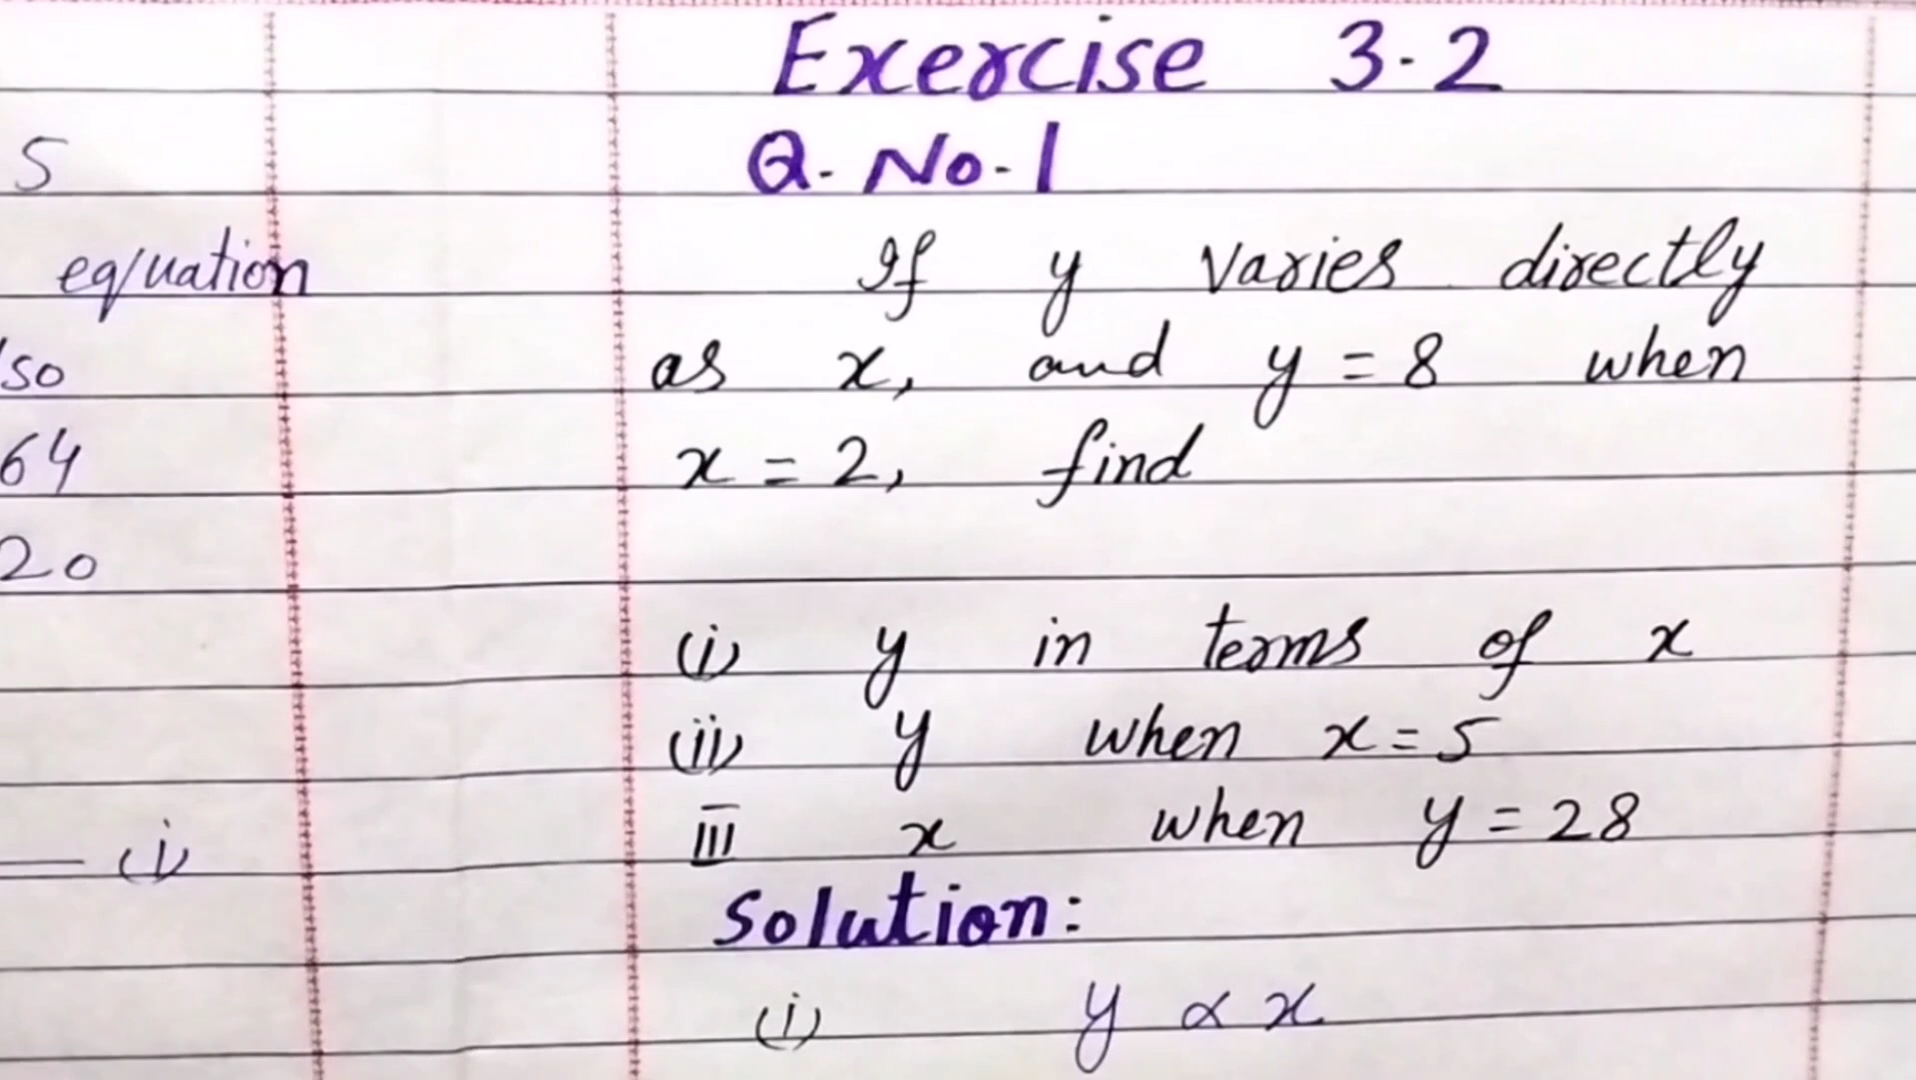 Exercise 3.2
Q. No. 1
If y varies directly
as x, and y = 8 when
x = 2, find
(i) y in terms of x
(ii) y when x = 5
III x when y = 28
Solution:
(i) y ∝ x
5
equation
so
64
20
(i)